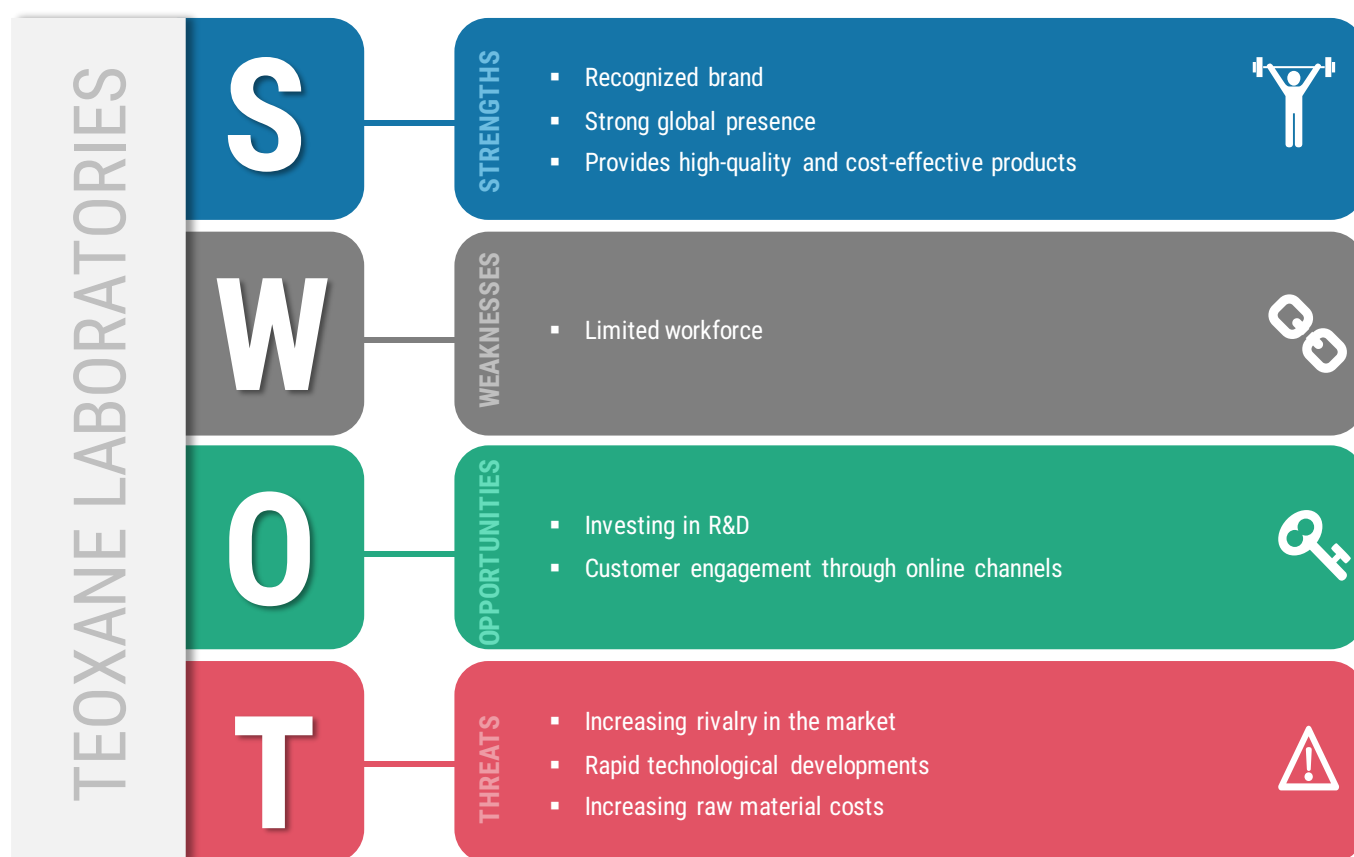 TEOXANE LABORATORIES
S
STRENGTHS
▪ Recognized brand
▪ Strong global presence
▪ Provides high-quality and cost-effective products
W
WEAKNESSES
▪ Limited workforce
O
OPPORTUNITIES
▪ Investing in R&D
▪ Customer engagement through online channels
T
THREATS
▪ Increasing rivalry in the market
▪ Rapid technological developments
▪ Increasing raw material costs